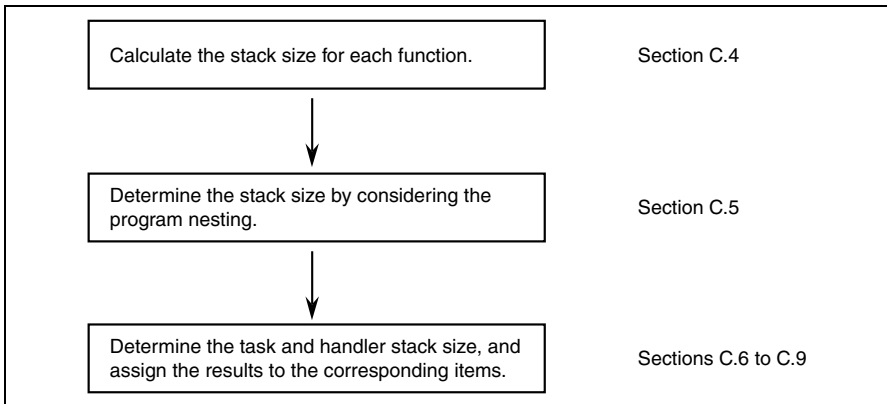 Calculate the stack size for each function.
Section C.4
Determine the stack size by considering the
program nesting.
Section C.5
Determine the task and handler stack size, and
assign the results to the corresponding items.
Sections C.6 to C.9